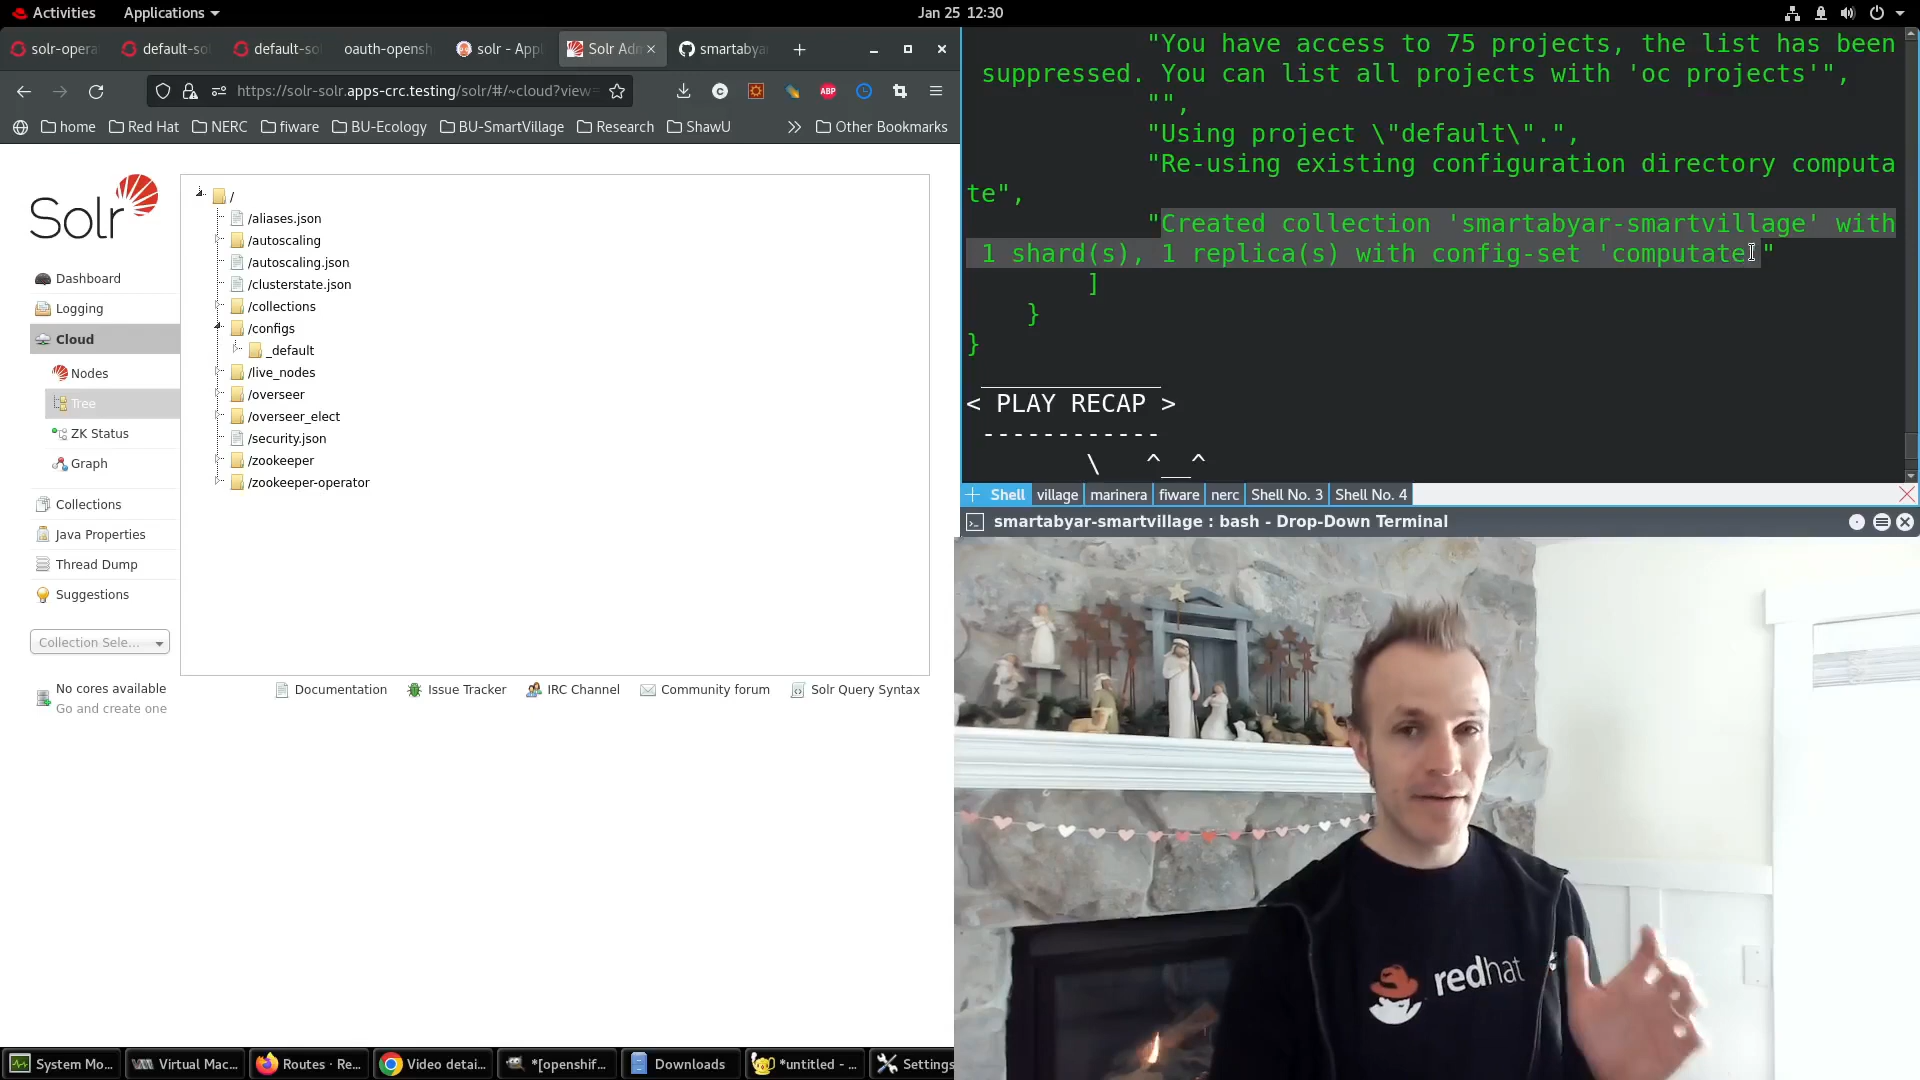 Activities
Applications
Jan 25 12:30
solr-opera
default-sol
default-sol
oauth-opensh
solr - Appl
Solr Adm
smartabya
https://solr-solr.apps-crc.testing/solr/#/~cloud?view=
home
Red Hat
NERC
fiware
BU-Ecology
BU-SmartVillage
Research
ShawU
Other Bookmarks
Solr
Dashboard
Logging
Cloud
Nodes
Tree
ZK Status
Graph
Collections
Java Properties
Thread Dump
Suggestions
Collection Sele...
No cores available
Go and create one
/
/aliases.json
/autoscaling
/autoscaling.json
/clusterstate.json
/collections
/configs
_default
/live_nodes
/overseer
/overseer_elect
/security.json
/zookeeper
/zookeeper-operator
Documentation
Issue Tracker
IRC Channel
Community forum
Solr Query Syntax
"You have access to 75 projects, the list has been
suppressed. You can list all projects with 'oc projects'",
"",
"Using project \"default\".",
"Re-using existing configuration directory computa
te",
"Created collection 'smartabyar-smartvillage' with
1 shard(s), 1 replica(s) with config-set 'computate'"
]
}
}
< PLAY RECAP >
------------
\ ^__^
Shell
village
marinera
fiware
nerc
Shell No. 3
Shell No. 4
smartabyar-smartvillage : bash - Drop-Down Terminal
redhat
System Mo...
Virtual Mac...
Routes · Re...
Video detai...
*[openshif...
Downloads
*untitled - ...
Settings